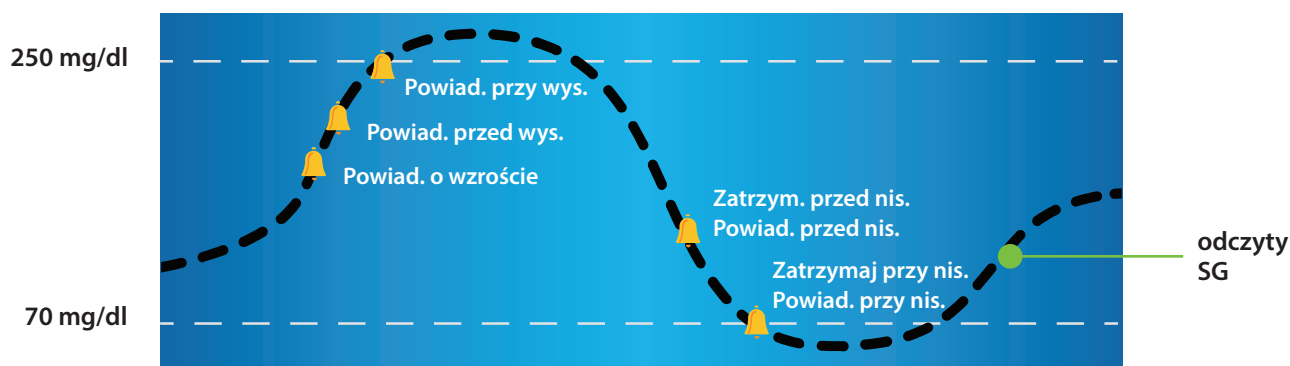 250 mg/dl
Powiad. przy wys.
Powiad. przed wys.
Powiad. o wzroście
Zatrzym. przed nis.
Powiad. przed nis.
odczyty
SG
Zatrzymaj przy nis.
Powiad. przy nis.
70 mg/dl